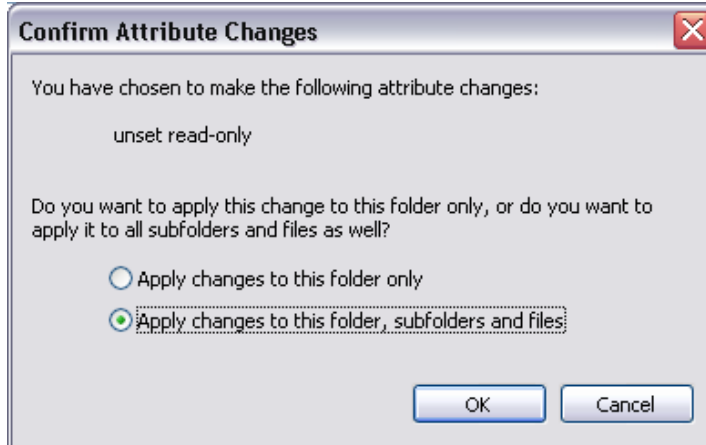 Confirm Attribute Changes
You have chosen to make the following attribute changes:
unset read-only
Do you want to apply this change to this folder only, or do you want to
apply it to all subfolders and files as well?
Apply changes to this folder only
Apply changes to this folder, subfolders and files
OK Cancel